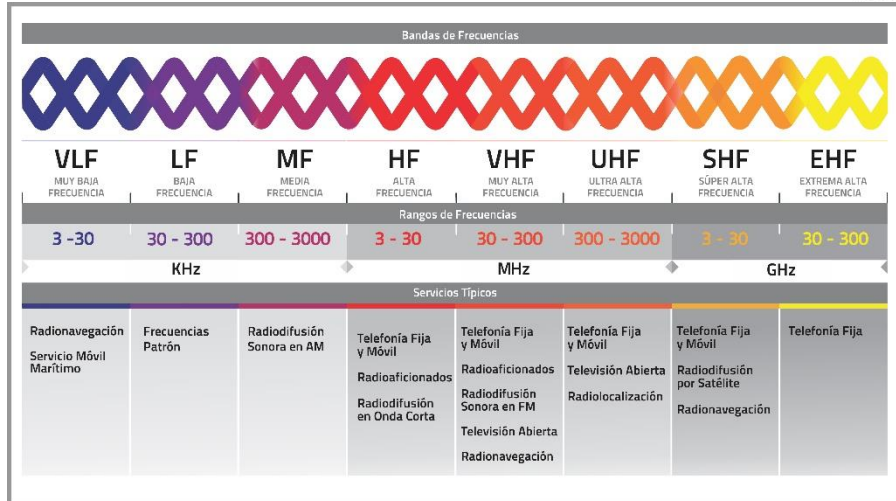 Bandas de Frecuencias
VLF
MUY BAJA
FRECUENCIA
LF
BAJA
FRECUENCIA
MF
MEDIA
FRECUENCIA
HF
ALTA
FRECUENCIA
VHF
MUY ALTA
FRECUENCIA
UHF
ULTRA ALTA
FRECUENCIA
SHF
SÚPER ALTA
FRECUENCIA
EHF
EXTREMA ALTA
FRECUENCIA
Rangos de Frecuencias
3 -30
30 - 300
300 - 3000
3 - 30
30 - 300
300 - 3000
3 - 30
30 - 300
KHz
MHz
GHz
Servicios Típicos
Radionavegación
Servicio Móvil
Marítimo
Frecuencias
Patrón
Radiodifusión
Sonora en AM
Telefonía Fija
y Móvil
Radioaficionados
Radiodifusión
en Onda Corta
Telefonía Fija
y Móvil
Radioaficionados
Radiodifusión
Sonora en FM
Televisión Abierta
Radionavegación
Telefonía Fija
y Móvil
Televisión Abierta
Radiolocalización
Telefonía Fija
y Móvil
Radiodifusión
por Satélite
Radionavegación
Telefonía Fija